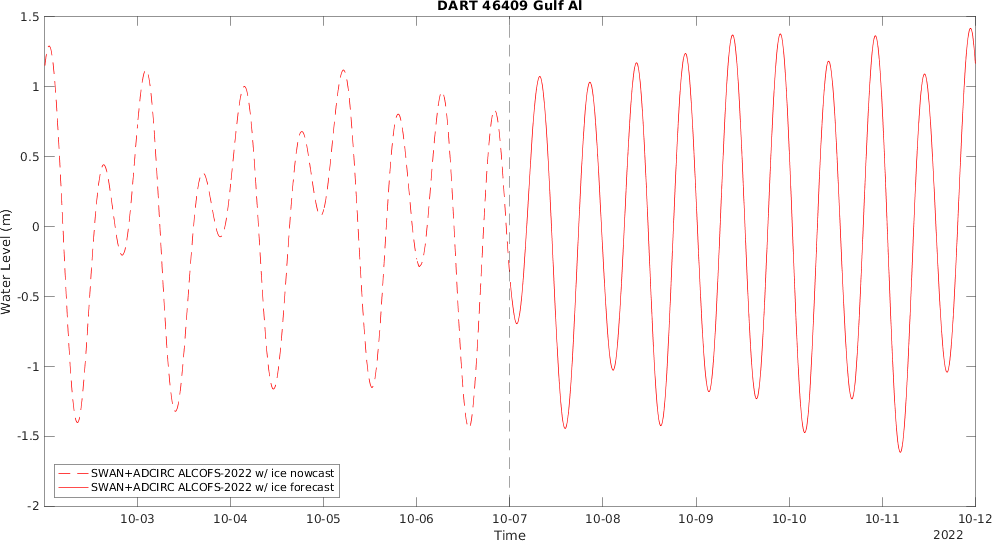 DART 46409 Gulf Al
1.5
1
0.5
0
-0.5
-1
-1.5
-2
Water Level (m)
SWAN+ADCIRC ALCOFS-2022 w/ ice nowcast
SWAN+ADCIRC ALCOFS-2022 w/ ice forecast
10-03 10-04 10-05 10-06 10-07 10-08 10-09 10-10 10-11 10-12
Time
2022